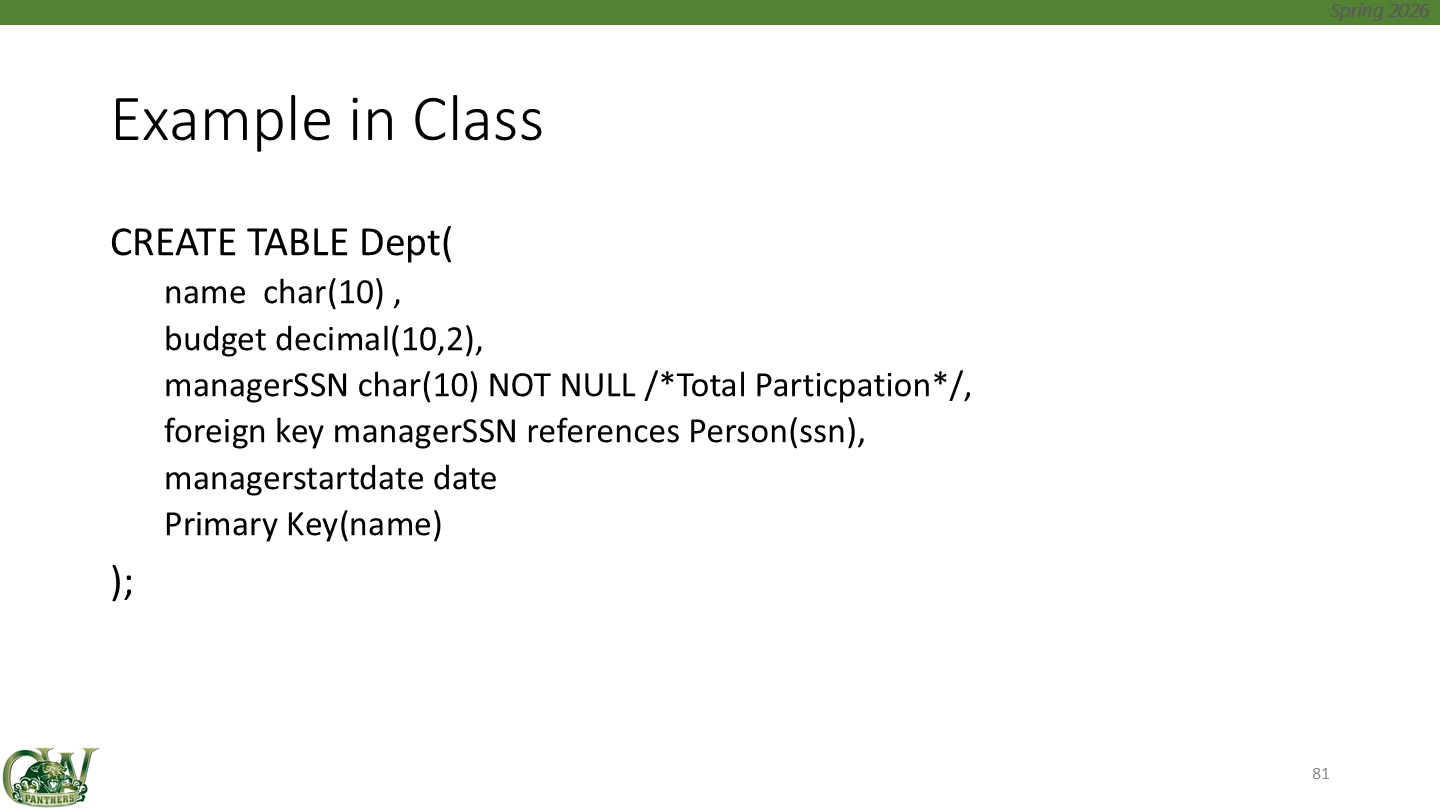 Spring 2026
Example in Class
CREATE TABLE Dept(
name  char(10) ,
budget decimal(10,2),
managerSSN char(10) NOT NULL /*Total Particpation*/,
foreign key managerSSN references Person(ssn),
managerstartdate date
Primary Key(name)
);
CW
PANTHERS
81